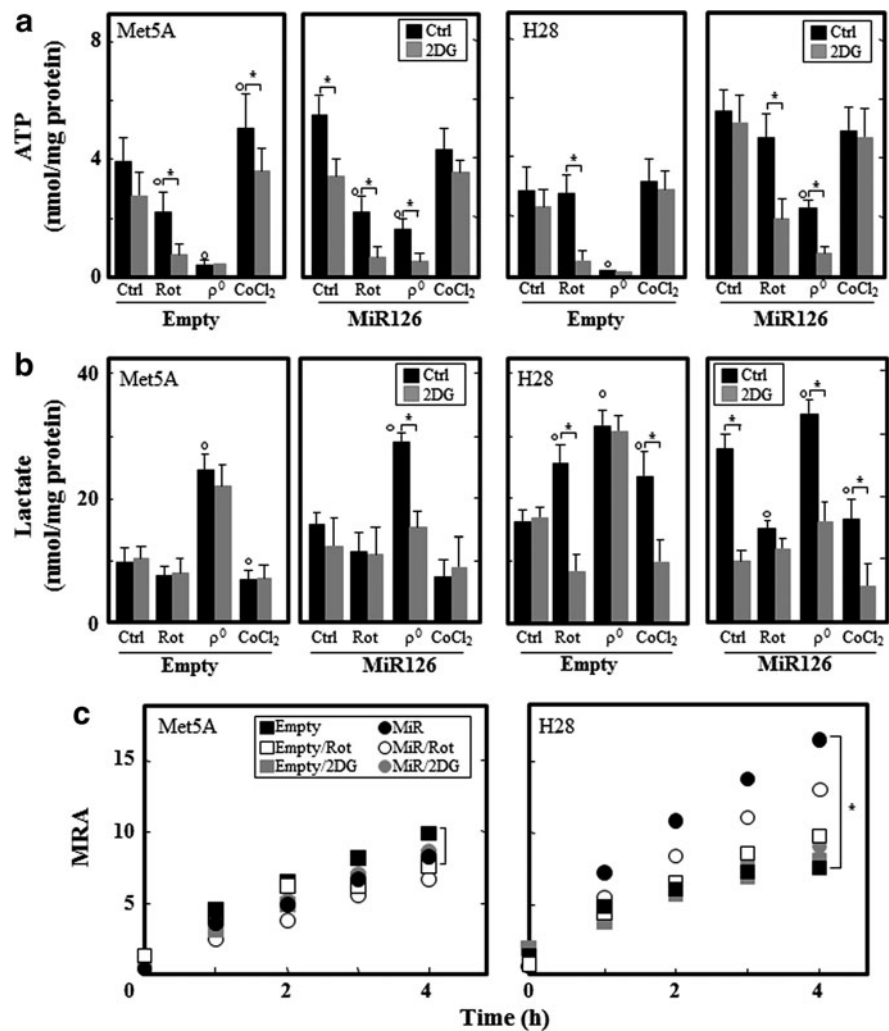 a
Met5A
Ctrl
2DG
H28
Ctrl
2DG
ATP
(nmol/mg protein)
8
4
0
* * * * * * * * *
Ctrl Rot ρ⁰ CoCl₂ Ctrl Rot ρ⁰ CoCl₂ Ctrl Rot ρ⁰ CoCl₂ Ctrl Rot ρ⁰ CoCl₂
Empty MiR126 Empty MiR126
b
Met5A
Ctrl
2DG
H28
Ctrl
2DG
Lactate
(nmol/mg protein)
40
20
0
* * * * * *
Ctrl Rot ρ⁰ CoCl₂ Ctrl Rot ρ⁰ CoCl₂ Ctrl Rot ρ⁰ CoCl₂ Ctrl Rot ρ⁰ CoCl₂
Empty MiR126 Empty MiR126
c
Met5A
Empty MiR
Empty/Rot MiR/Rot
Empty/2DG MiR/2DG
H28
MRA
15
10
5
*
0 2 4 0 2 4
Time (h)